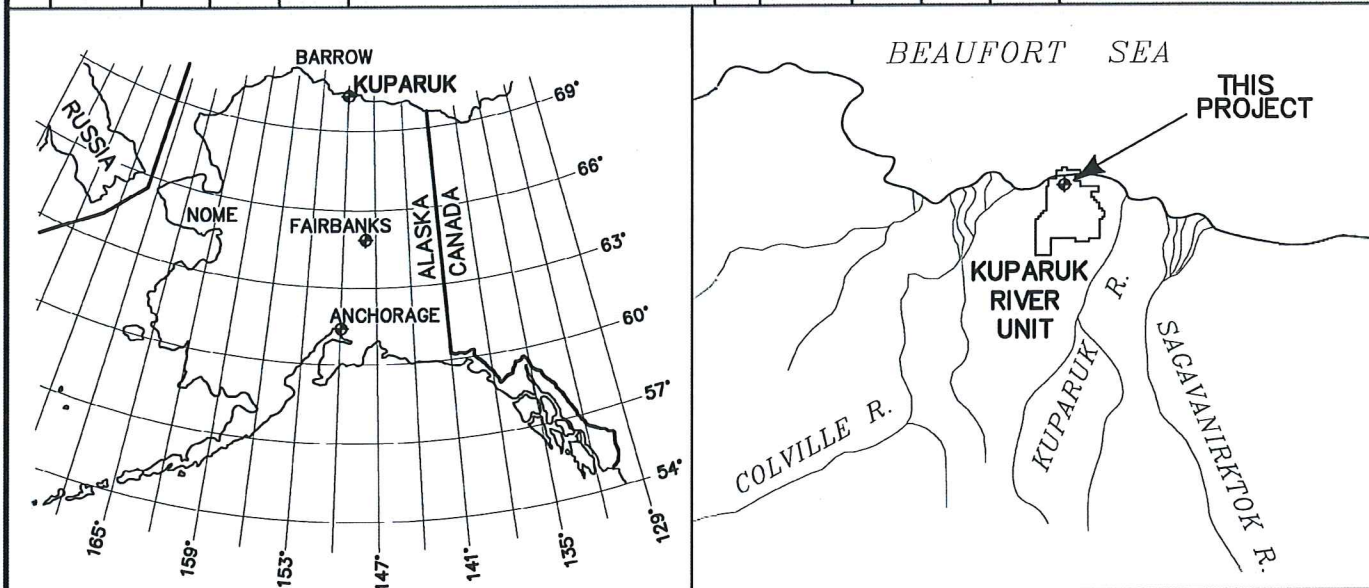 BARROW
KUPARUK
RUSSIA
NOME
FAIRBANKS
ALASKA
CANADA
ANCHORAGE
69°
66°
63°
60°
57°
54°
165°
159°
153°
147°
141°
135°
129°
BEAUFORT SEA
THIS
PROJECT
KUPARUK
RIVER
UNIT
COLVILLE R.
KUPARUK R.
SAGAVANIRKTOK R.